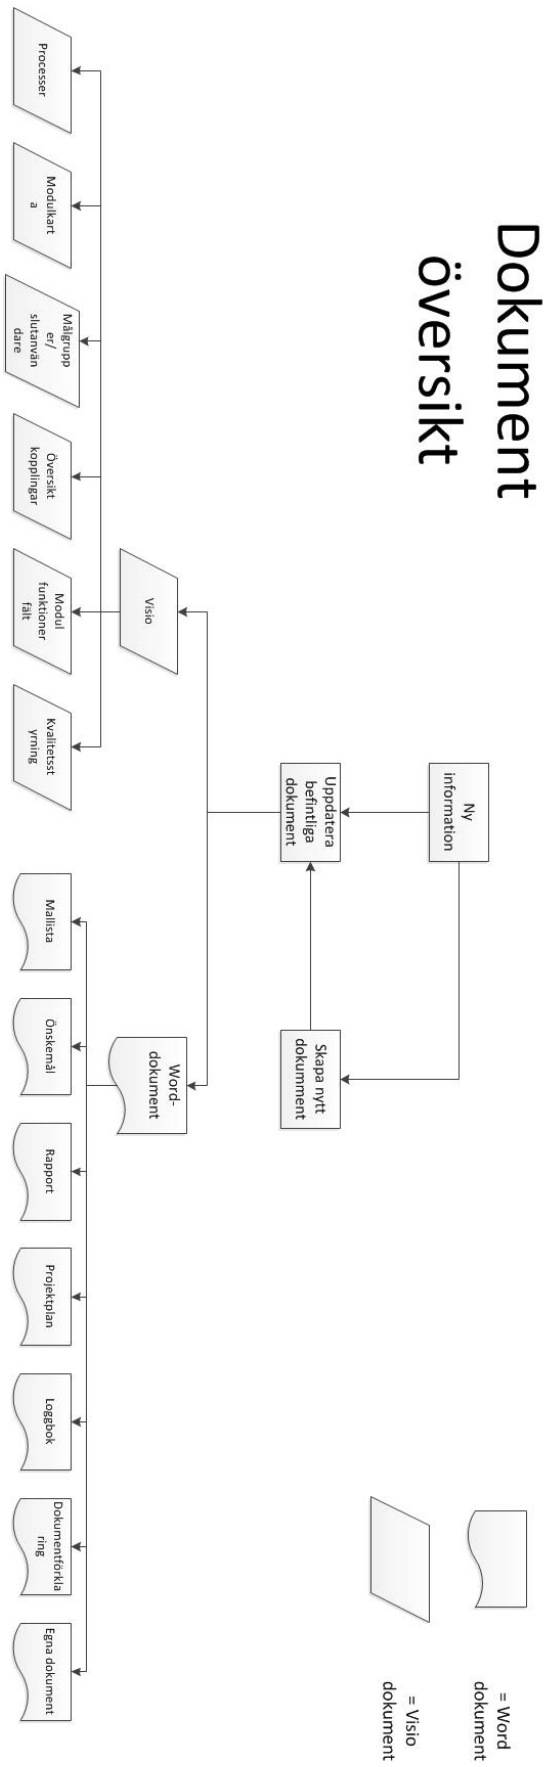 Dokument
översikt
= Word
dokument
= Visio
dokument
Ny
information
Uppdatera
befintliga
dokument
Skapa nytt
dokumment
Visio
Word-
dokument
Processer
Modulkart
a
Målgrupp
er/
slutanvän
dare
Översikt
kopplingar
Modul
funktioner
fält
Kvalitetsst
yrning
Mallista
Önskemål
Rapport
Projektplan
Loggbok
Dokumentförkla
ring
Egna dokument